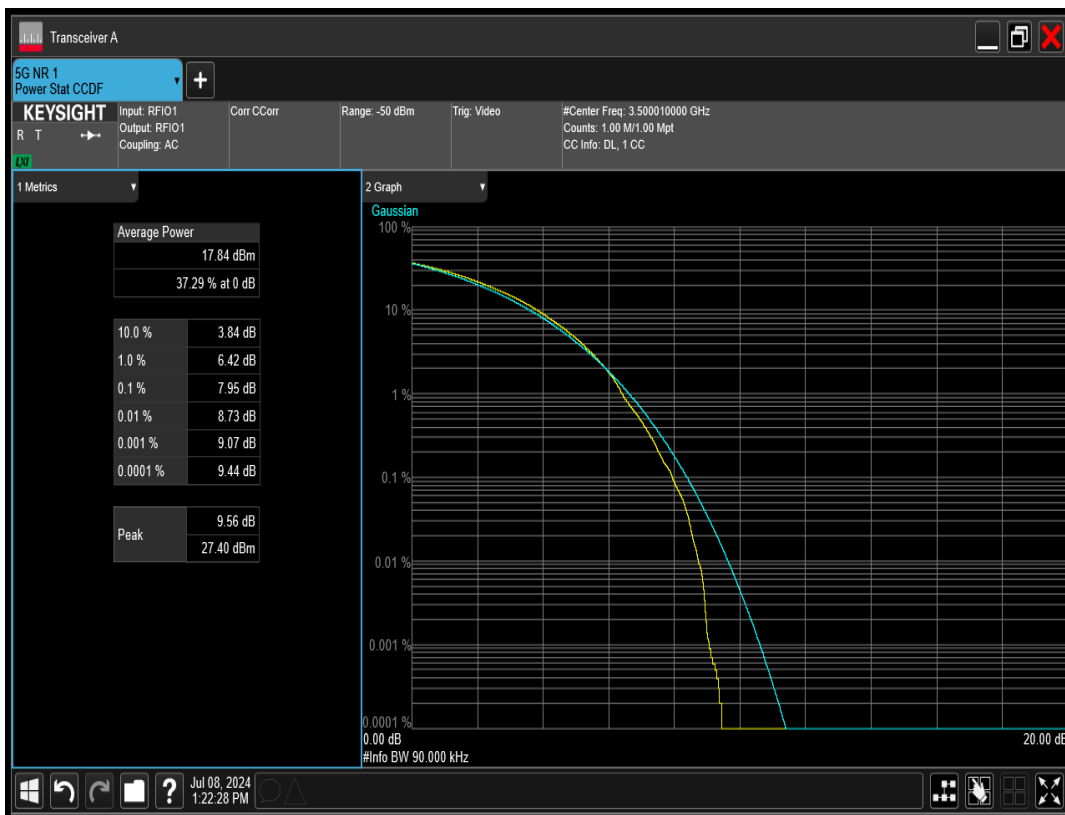 Transceiver A
5G NR 1
Power Stat CCDF
+
KEYSIGHT
R T
LXI
Input: RFIO1
Output: RFIO1
Coupling: AC
Corr CCorr
Range: -50 dBm
Trig: Video
#Center Freq: 3.500010000 GHz
Counts: 1.00 M/1.00 Mpt
CC Info: DL, 1 CC
1 Metrics
Average Power
17.84 dBm
37.29 % at 0 dB
10.0 % 3.84 dB
1.0 % 6.42 dB
0.1 % 7.95 dB
0.01 % 8.73 dB
0.001 % 9.07 dB
0.0001 % 9.44 dB
Peak 9.56 dB
27.40 dBm
2 Graph
Gaussian
100 %
10 %
1 %
0.1 %
0.01 %
0.001 %
0.0001 %
0.00 dB 20.00 dB
#Info BW 90.000 kHz
?
Jul 08, 2024
1:22:28 PM